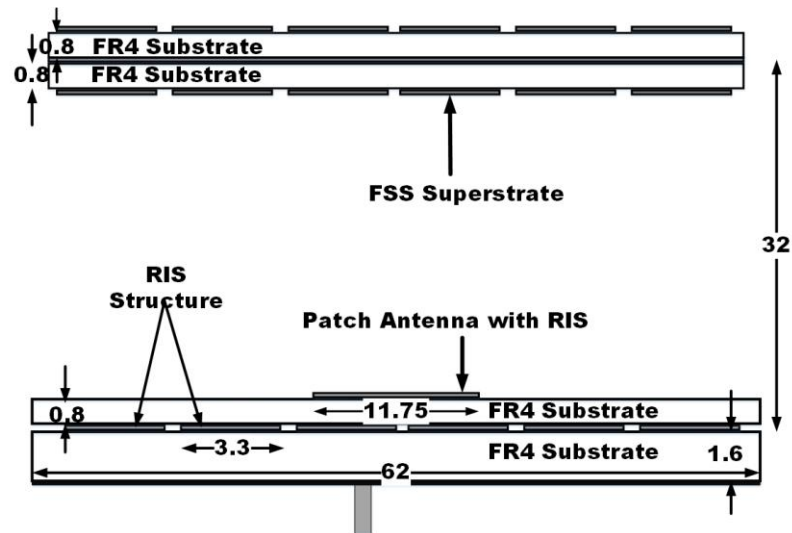 0.8 FR4 Substrate
0.8 FR4 Substrate
FSS Superstrate
32
RIS
Structure
Patch Antenna with RIS
0.8
11.75
FR4 Substrate
3.3
FR4 Substrate
1.6
62